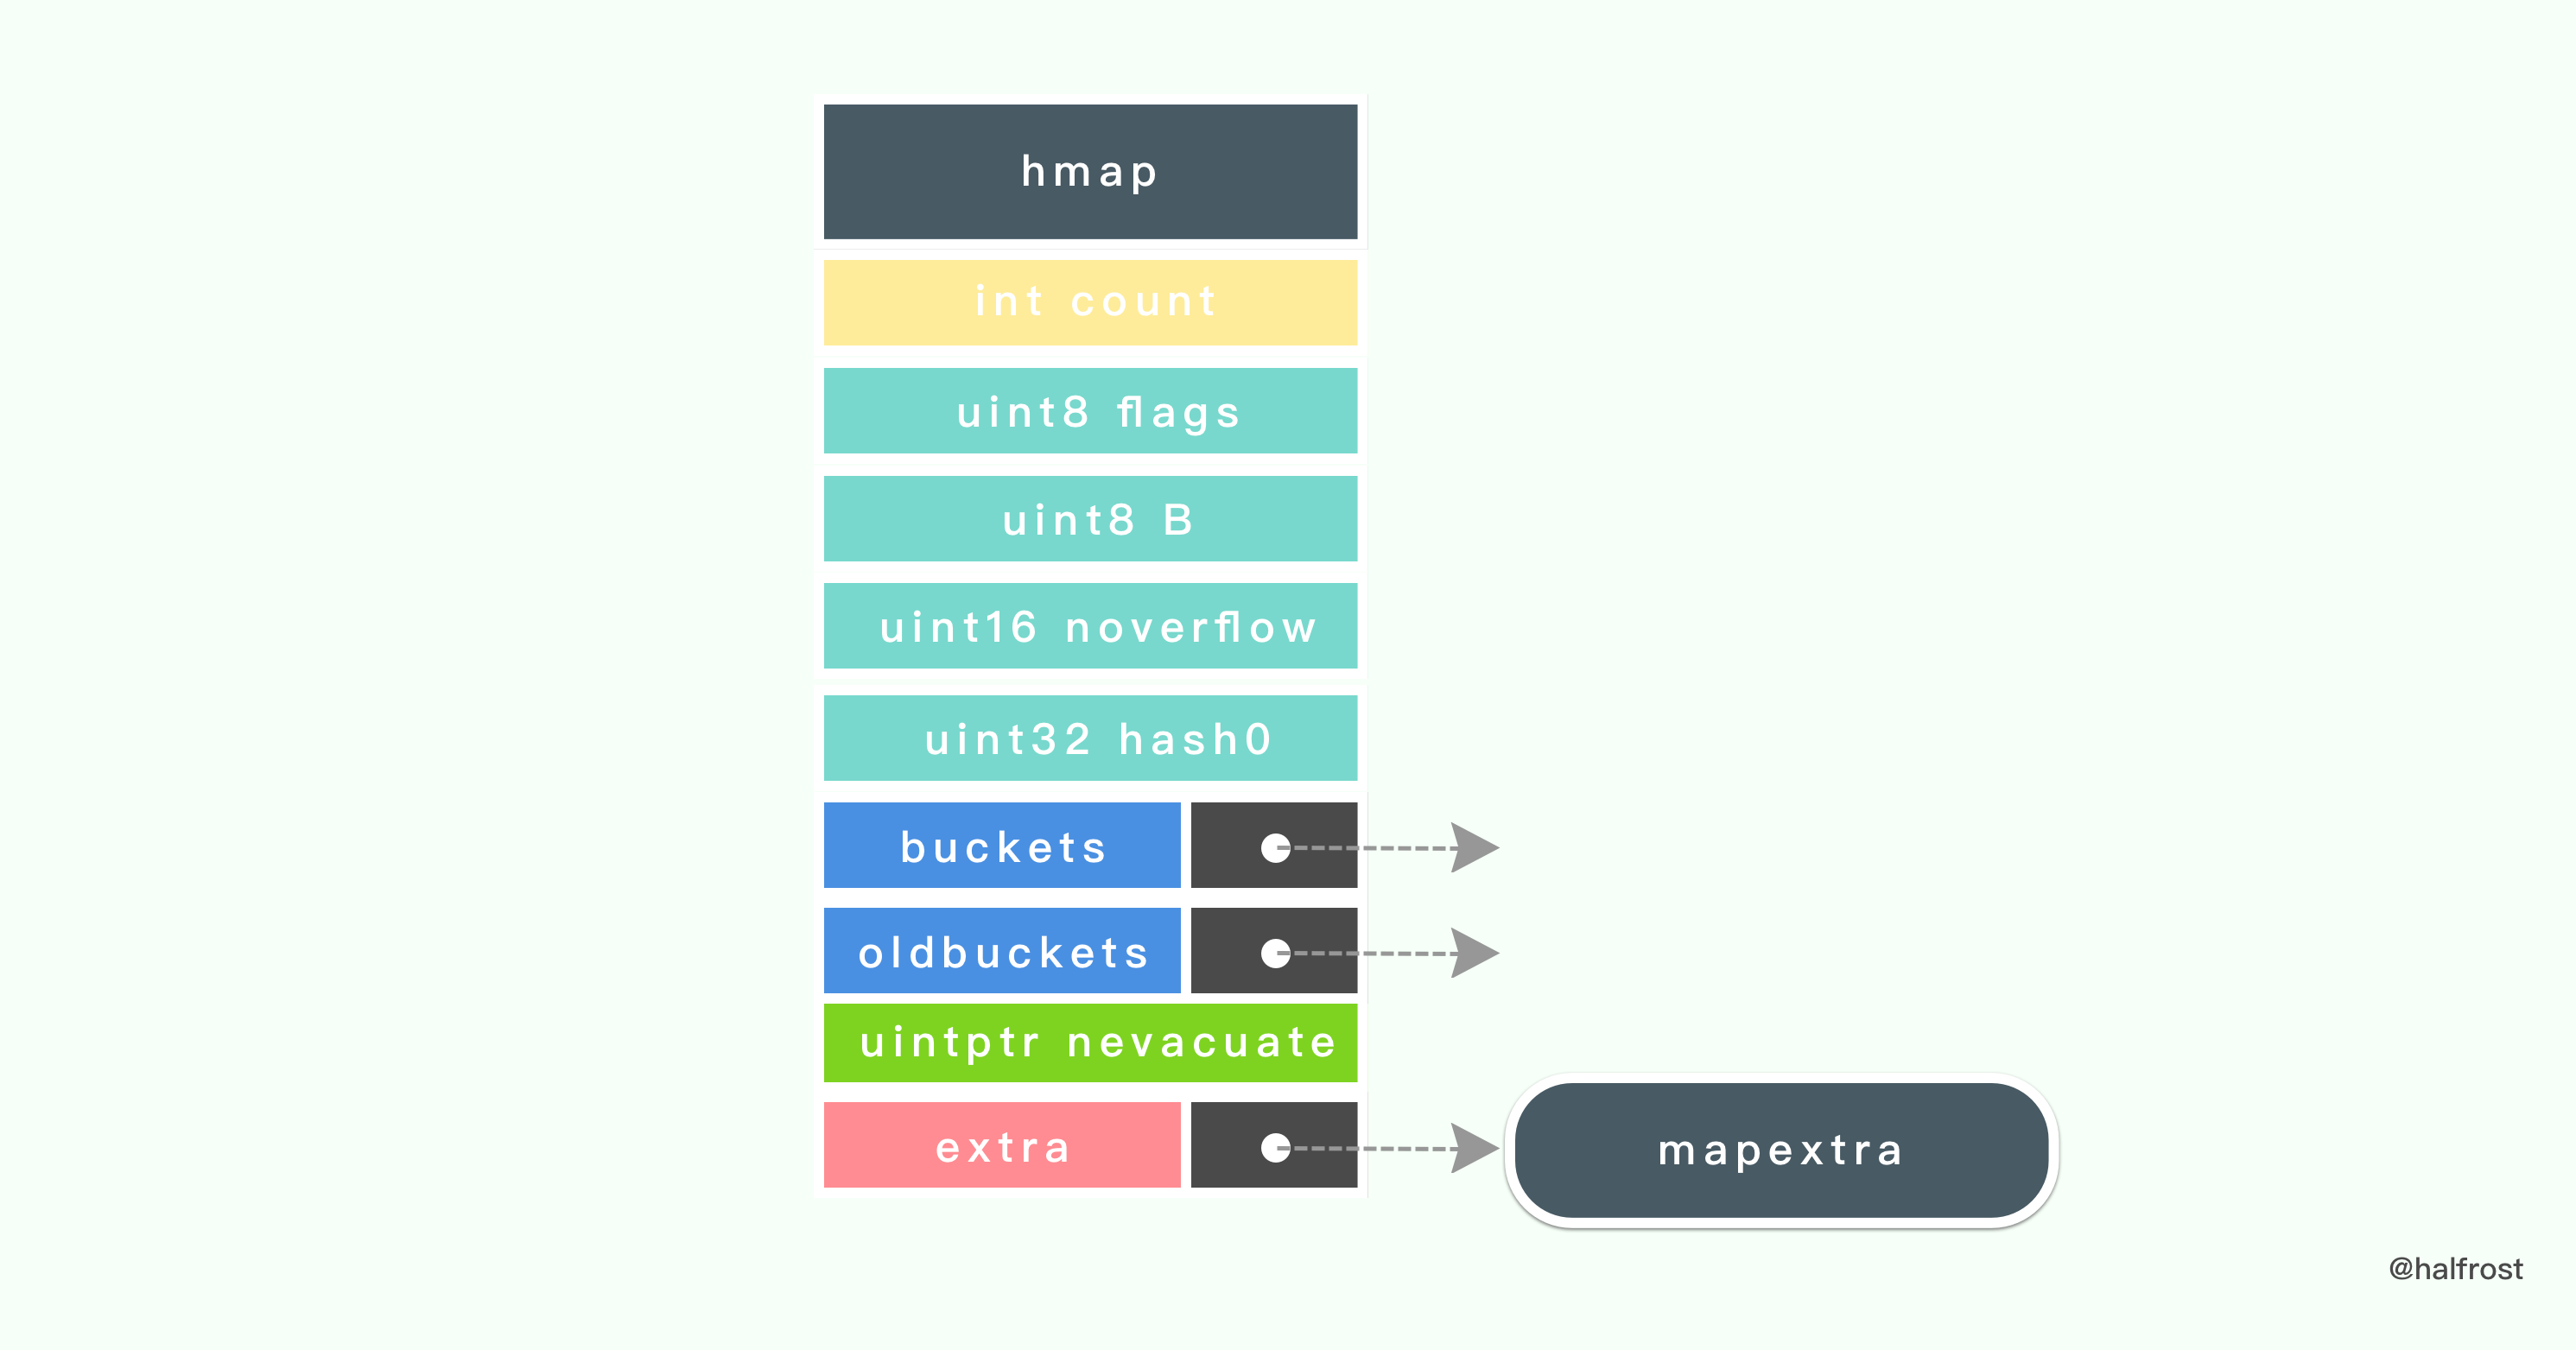 hmap
int count
uint8 flags
uint8 B
uint16 noverflow
uint32 hash0
buckets
oldbuckets
uintptr nevacuate
extra
mapextra
@halfrost